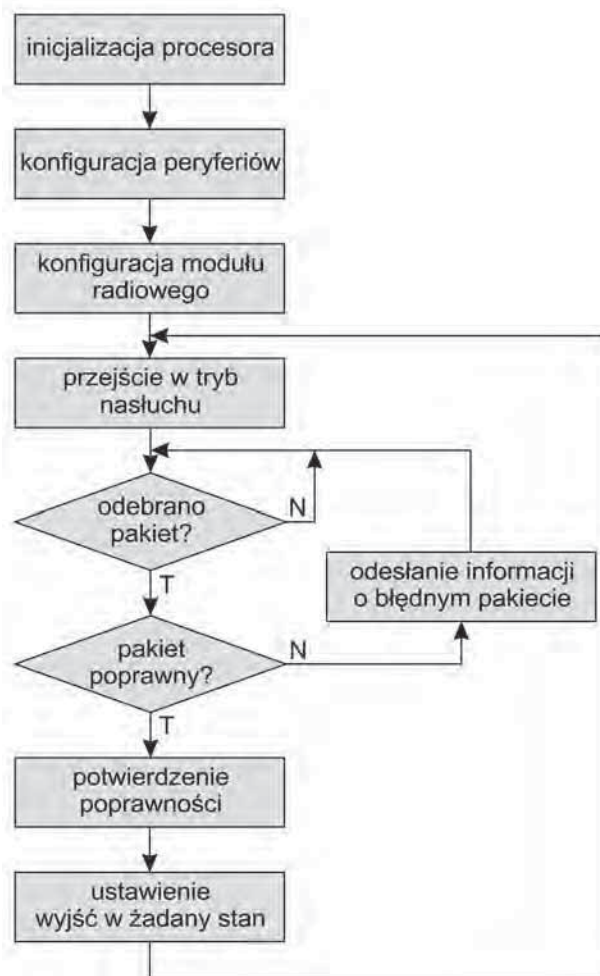 inicjalizacja procesora
konfiguracja peryferiów
konfiguracja modułu
radiowego
przejście w tryb
nasłuchu
odebrano
pakiet?
N
T
odesłanie informacji
o błędnym pakiecie
pakiet
poprawny?
N
T
potwierdzenie
poprawności
ustawienie
wyjść w żadany stan